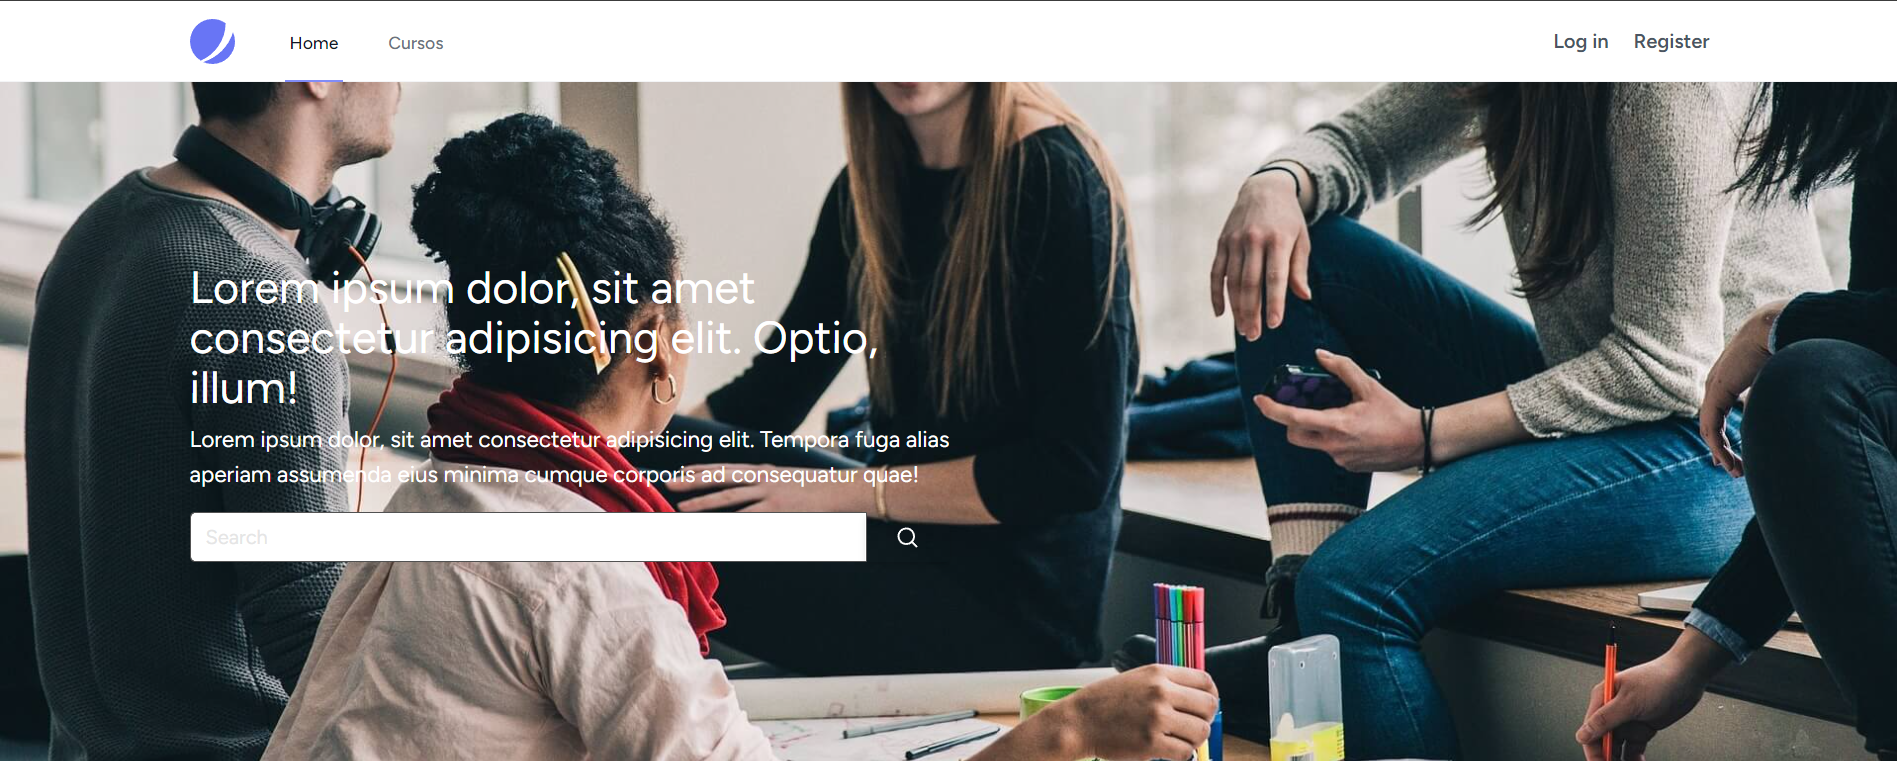 Home
Cursos
Log in
Register
Lorem ipsum dolor, sit amet
consectetur adipisicing elit. Optio,
illum!
Lorem ipsum dolor, sit amet consectetur adipisicing elit. Tempora fuga alias
aperiam assumenda eius minima cumque corporis ad consequatur quae!
Search